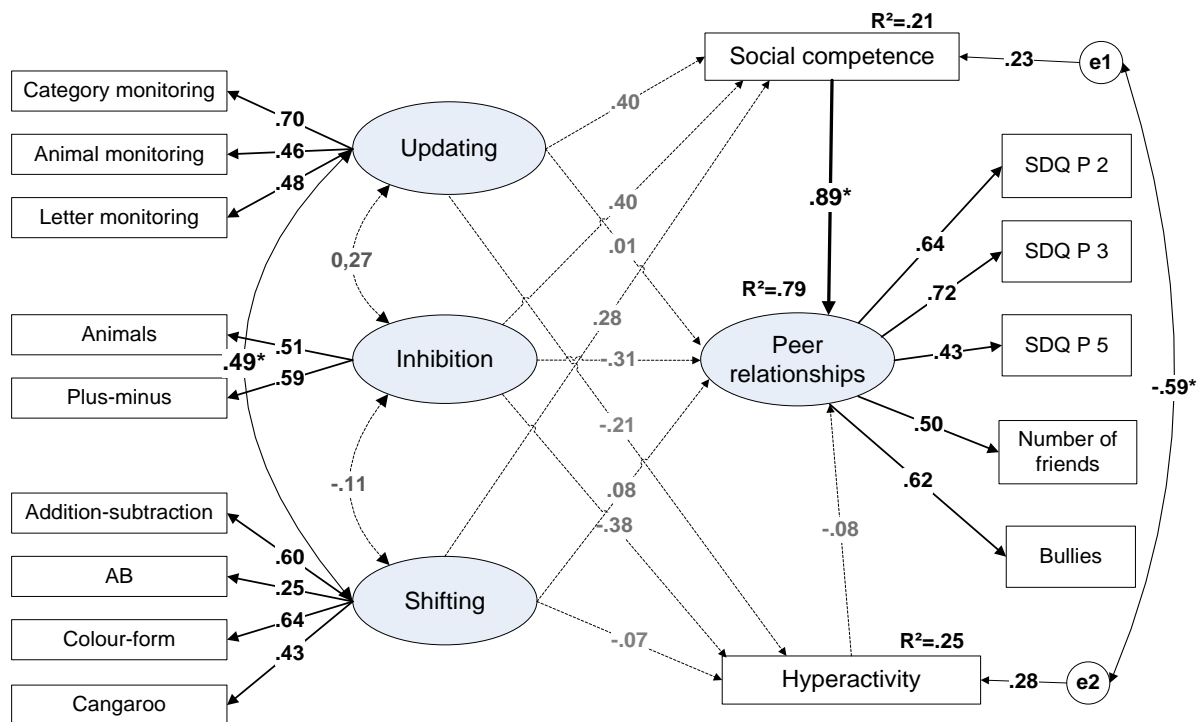 R²=.21
Social competence
.23
e1
Category monitoring
.70
Animal monitoring
.46
Updating
.40
Letter monitoring
.48
SDQ P 2
.89*
.40
.64
.01
SDQ P 3
0,27
.72
R²=.79
Animals
.51
.28
Peer
relationships
SDQ P 5
.43
.49*
Inhibition
-.31
-.59*
Plus-minus
.59
-.21
.50
Number of
friends
-.11
.62
.08
Addition-subtraction
-.38
-.08
.60
Bullies
AB
.25
Shifting
.64
Colour-form
-.07
R²=.25
.43
Hyperactivity
.28
e2
Cangaroo